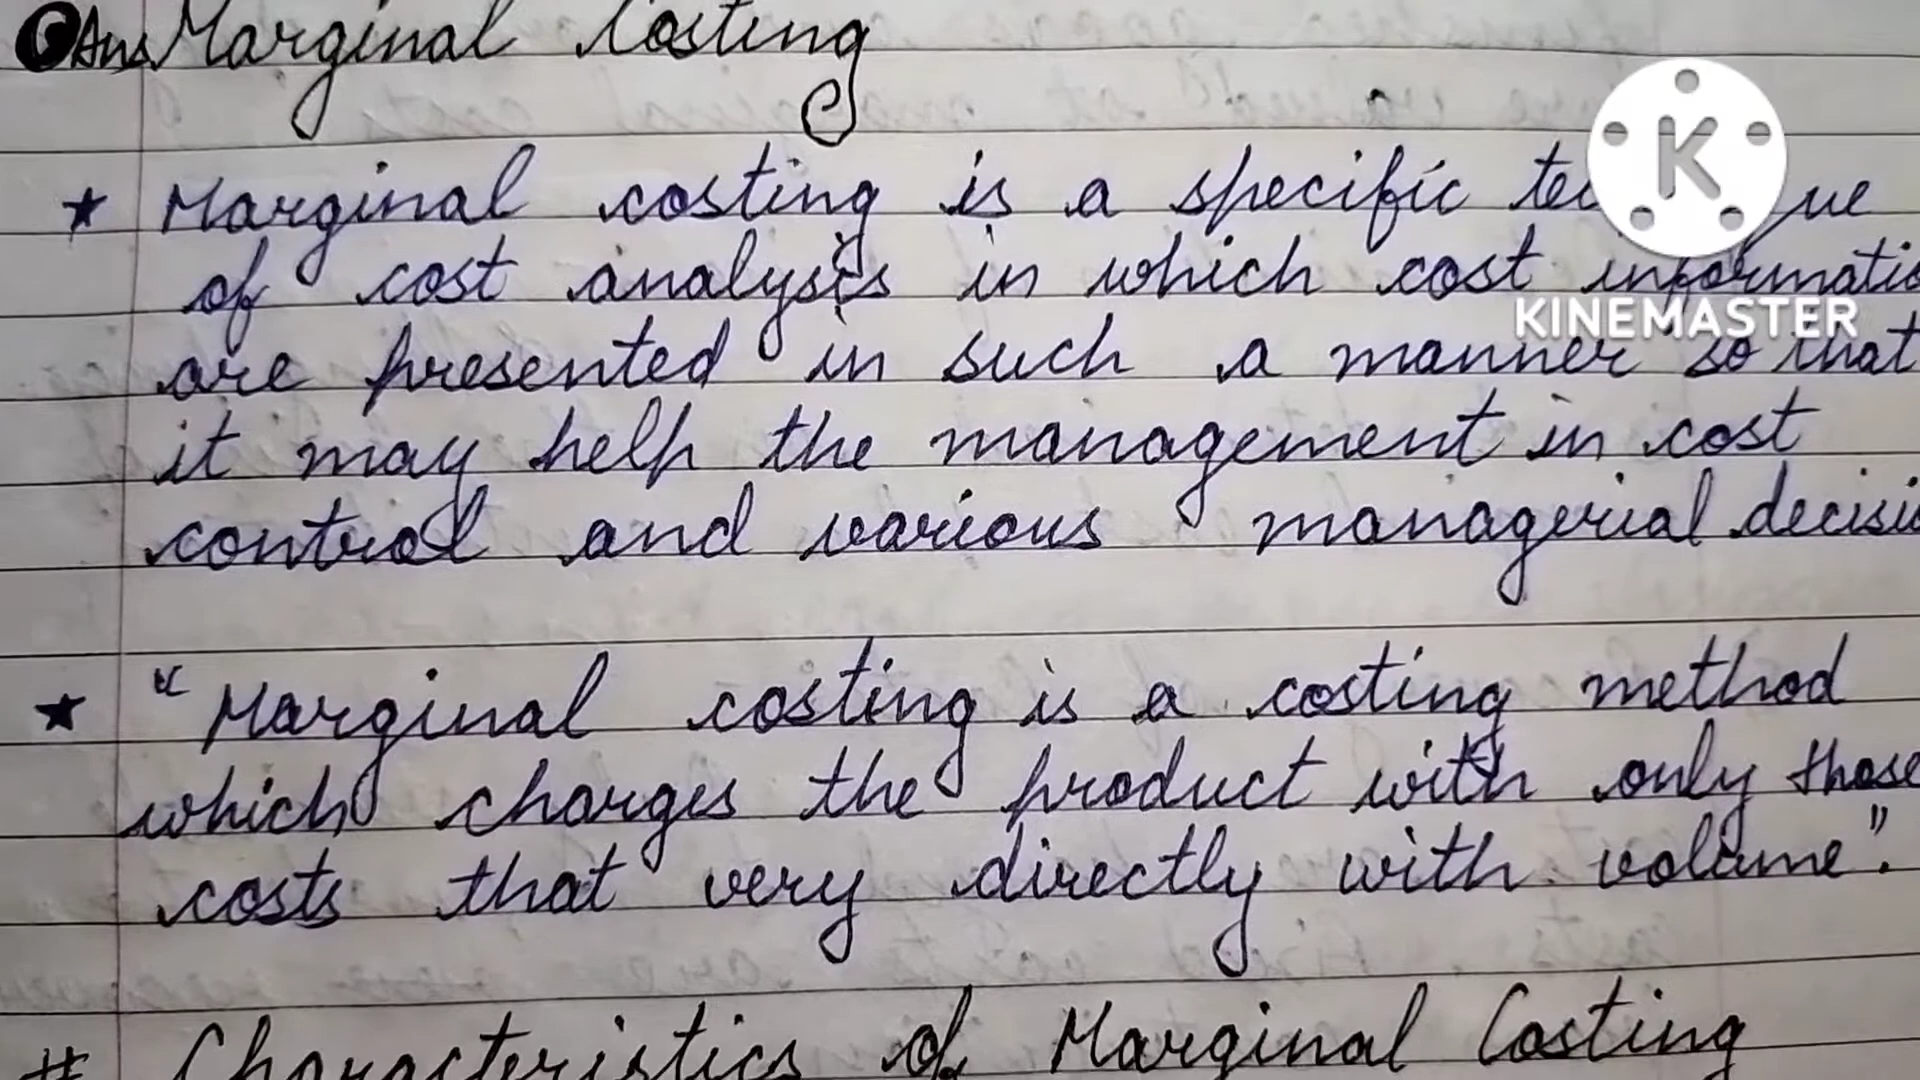 Ans Marginal Costing
★ Marginal costing is a specific
of cost analysis in which cost
are presented in such a manner so that
it may help the management in cost
control and various managerial
★ "Marginal costing is a costing method
which charges the product with only those
costs that very directly with volume".
# Characteristics of Marginal Costing
KINEMASTER